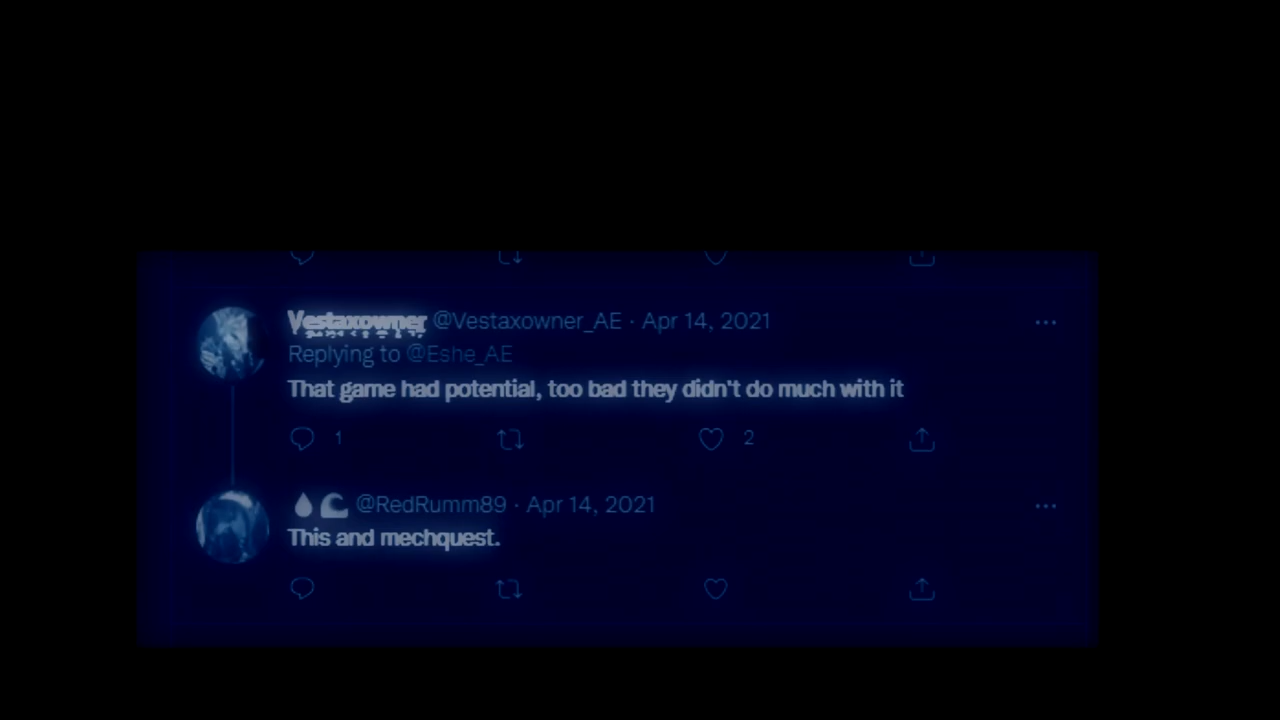 Vestaxowner @Vestaxowner_AE · Apr 14, 2021
Replying to @Eshe_AE
That game had potential, too bad they didn't do much with it
1 2
💧🌊 @RedRumm89 · Apr 14, 2021
This and mechquest.